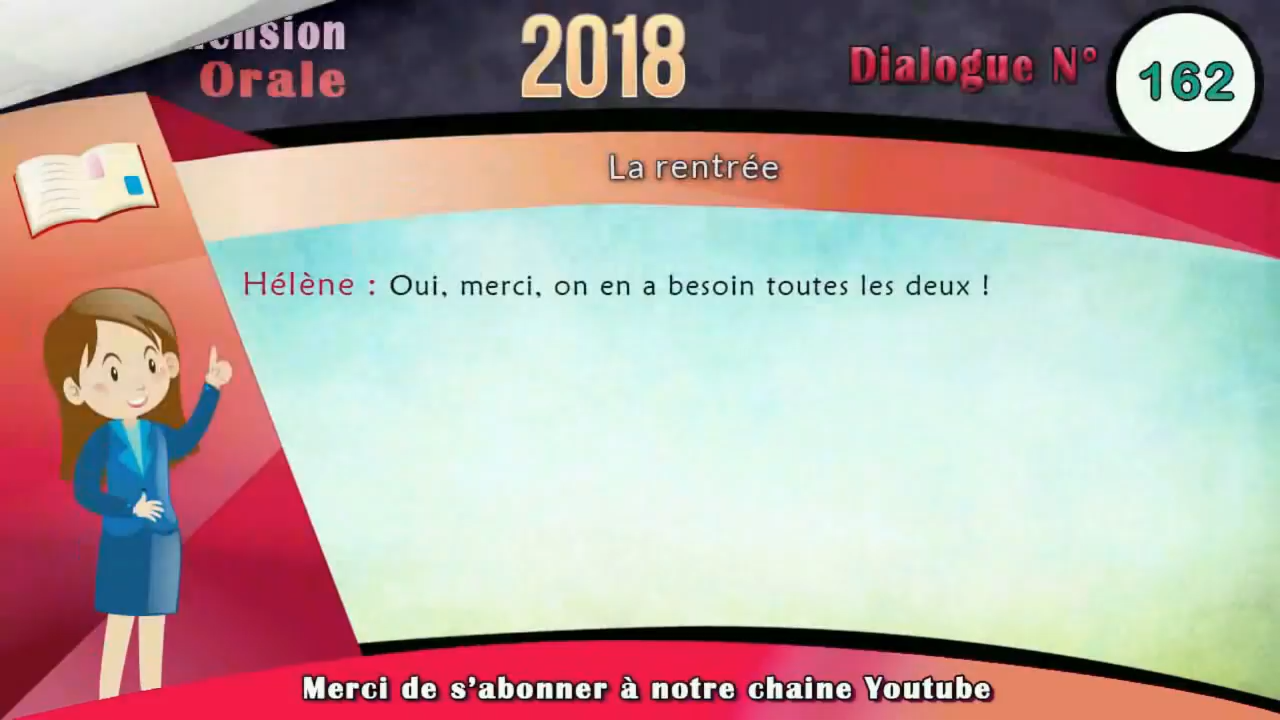 Orale
2018
Dialogue N° 162
La rentrée
Hélène : Oui, merci, on en a besoin toutes les deux !
Merci de s'abonner à notre chaine Youtube